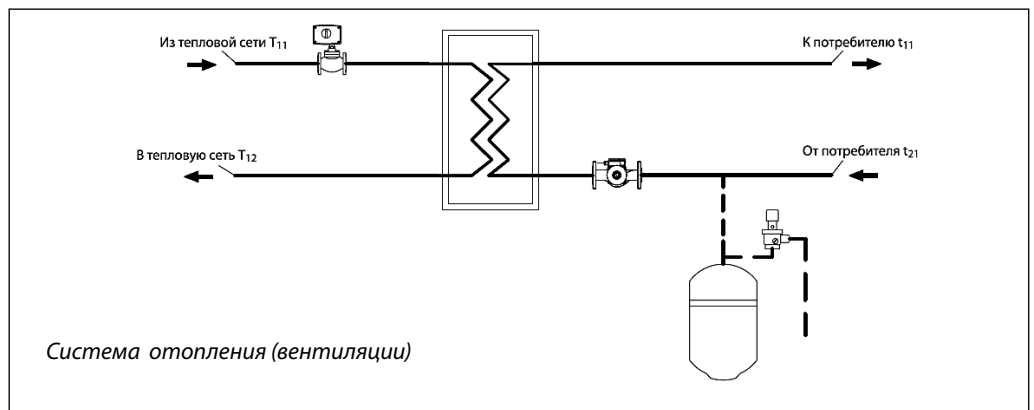 Из тепловой сети T11
К потребителю t11
В тепловую сеть T12
От потребителя t21
Система отопления (вентиляции)